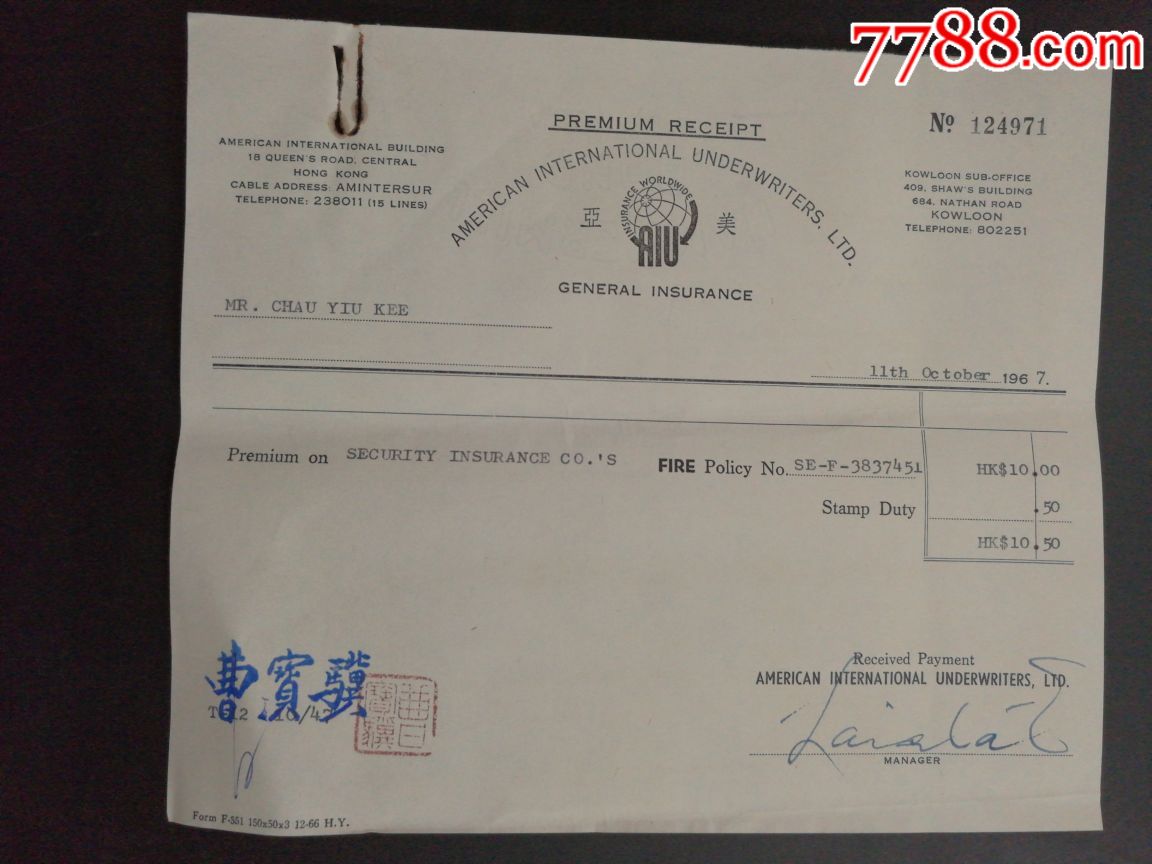 7788.com
PREMIUM RECEIPT
Nº 124971
AMERICAN INTERNATIONAL BUILDING
18 QUEEN'S ROAD, CENTRAL
HONG KONG
CABLE ADDRESS: AMINTERSUR
TELEPHONE: 238011 (15 LINES)
AMERICAN INTERNATIONAL UNDERWRITERS, LTD.
INSURANCE WORLDWIDE
亞 美
AIU
GENERAL INSURANCE
KOWLOON SUB-OFFICE
409, SHAW'S BUILDING
684, NATHAN ROAD
KOWLOON
TELEPHONE: 802251
MR. CHAU YIU KEE
11th October 1967.
Premium on SECURITY INSURANCE CO.'S FIRE Policy No. SE-F-3837451 HK$10.00
Stamp Duty .50
HK$10.50
曹寶驥
Received Payment
AMERICAN INTERNATIONAL UNDERWRITERS, LTD.
MANAGER
Form F-551 150x50x3 12-66 H.Y.